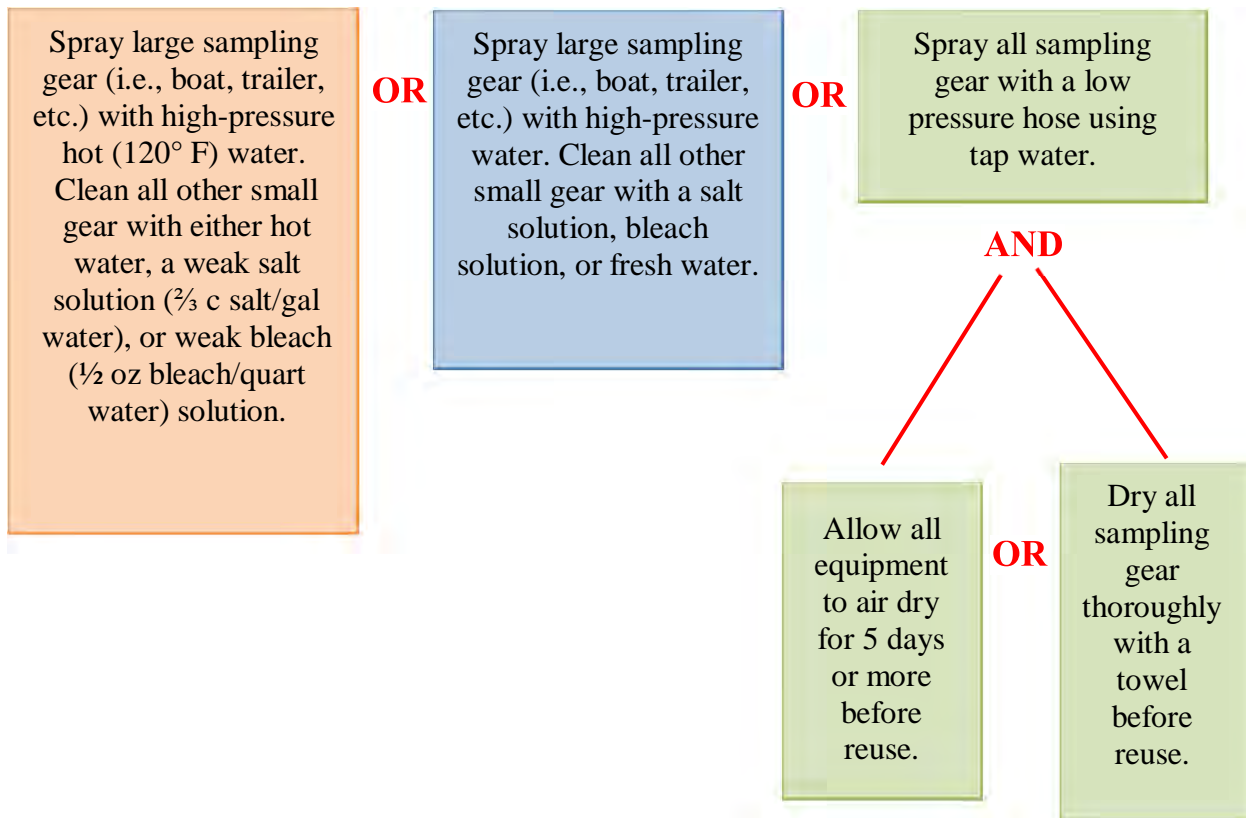 Spray large sampling
gear (i.e., boat, trailer,
etc.) with high-pressure
hot (120° F) water.
Clean all other small
gear with either hot
water, a weak salt
solution (⅔ c salt/gal
water), or weak bleach
(½ oz bleach/quart
water) solution.
OR
Spray large sampling
gear (i.e., boat, trailer,
etc.) with high-pressure
water. Clean all other
small gear with a salt
solution, bleach
solution, or fresh water.
OR
Spray all sampling
gear with a low
pressure hose using
tap water.
AND
Allow all
equipment
to air dry
for 5 days
or more
before
reuse.
OR
Dry all
sampling
gear
thoroughly
with a
towel
before
reuse.